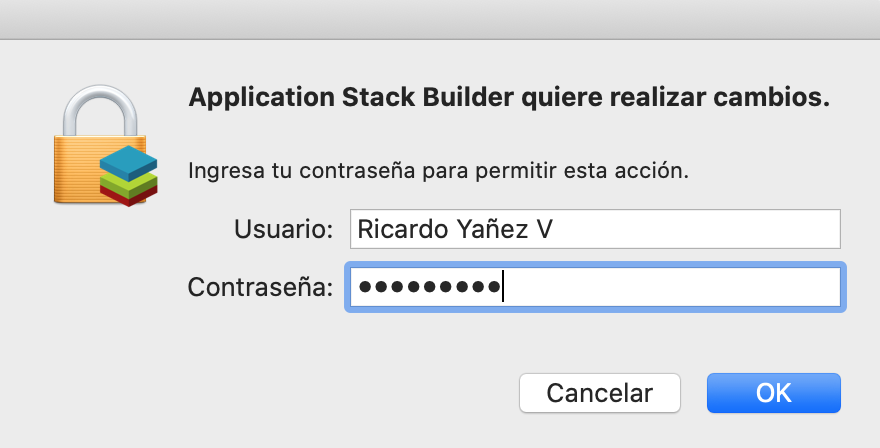 Application Stack Builder quiere realizar cambios.
Ingresa tu contraseña para permitir esta acción.
Usuario: Ricardo Yañez V
Contraseña: •••••••••
Cancelar OK